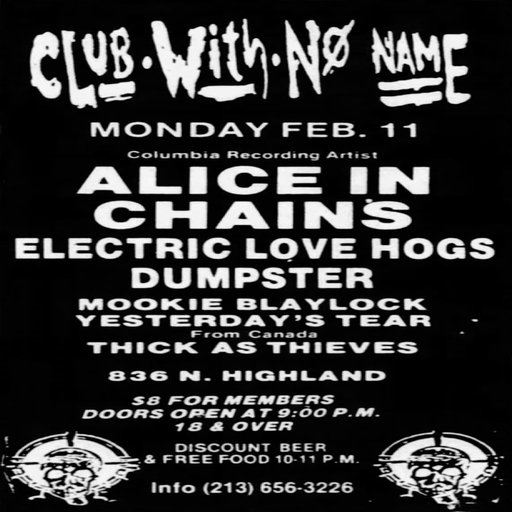 CLUB · With · NØ NAME
MONDAY FEB. 11
Columbia Recording Artist
ALICE IN
CHAINS
ELECTRIC LOVE HOGS
DUMPSTER
MOOKIE BLAYLOCK
YESTERDAY'S TEAR
From Canada
THICK AS THIEVES
836 N. HIGHLAND
$8 FOR MEMBERS
DOORS OPEN AT 9:00 P.M.
18 & OVER
DISCOUNT BEER
& FREE FOOD 10-11 P.M.
Info (213) 656-3226